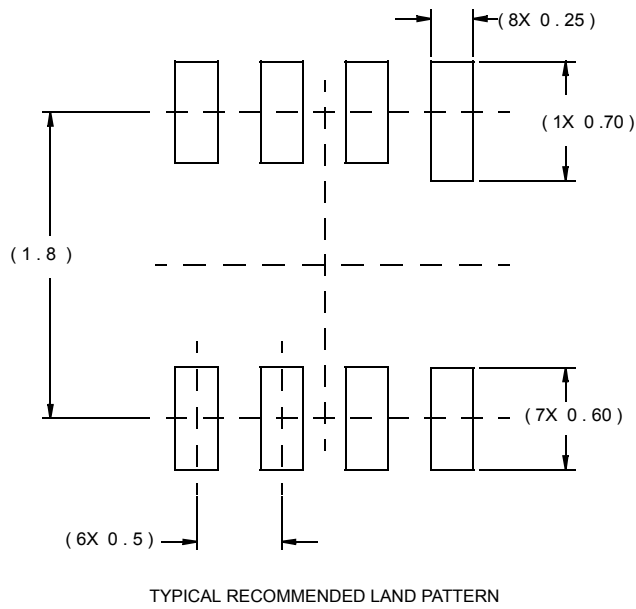 ( 8X 0 . 25 )
( 1X 0 .70 )
( 1 . 8 )
( 7X 0 . 60 )
( 6X 0 . 5 )
TYPICAL RECOMMENDED LAND PATTERN